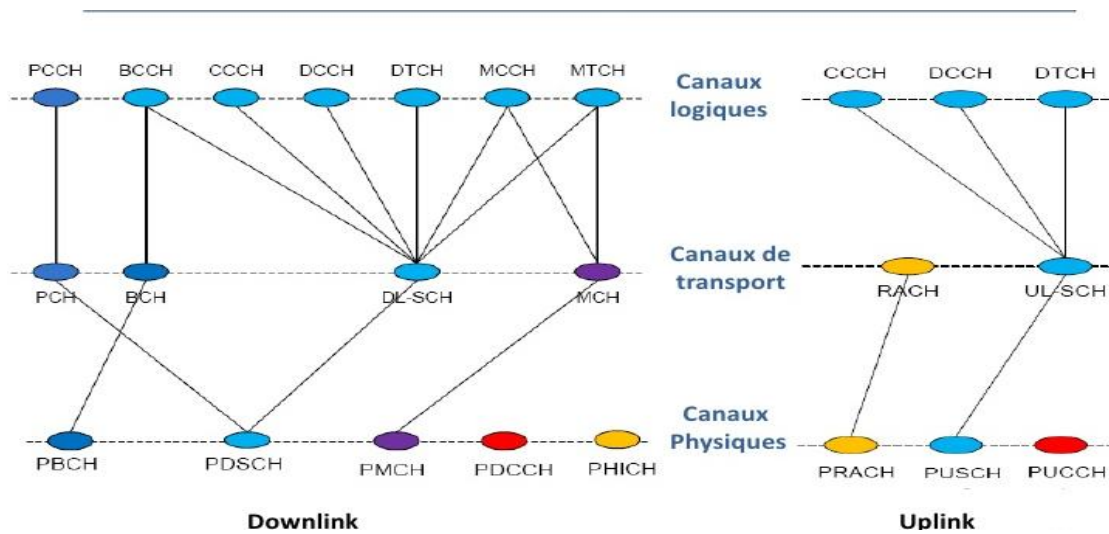 PCCH BCCH CCCH DCCH DTCH MCCH MTCH
Canaux
logiques
CCCH DCCH DTCH
PCH BCH DL-SCH MCH
Canaux de
transport
RACH UL-SCH
PBCH PDSCH PMCH PDCCH PHICH
Canaux
Physiques
PRACH PUSCH PUCCH
Downlink Uplink